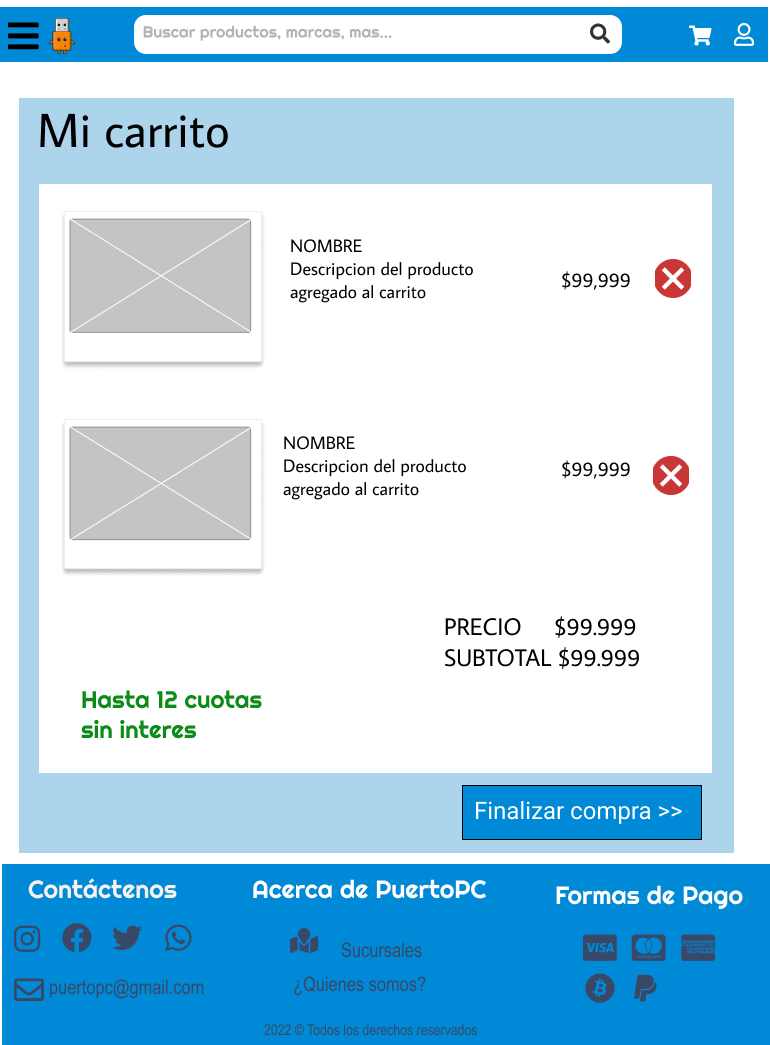 Buscar productos, marcas, mas...
Mi carrito
NOMBRE
Descripcion del producto
agregado al carrito
$99,999
NOMBRE
Descripcion del producto
agregado al carrito
$99,999
PRECIO $99.999
SUBTOTAL $99.999
Hasta 12 cuotas
sin interes
Finalizar compra >>
Contáctenos
puertopc@gmail.com
Acerca de PuertoPC
Sucursales
¿Quienes somos?
Formas de Pago
VISA
2022 © Todos los derechos reservados